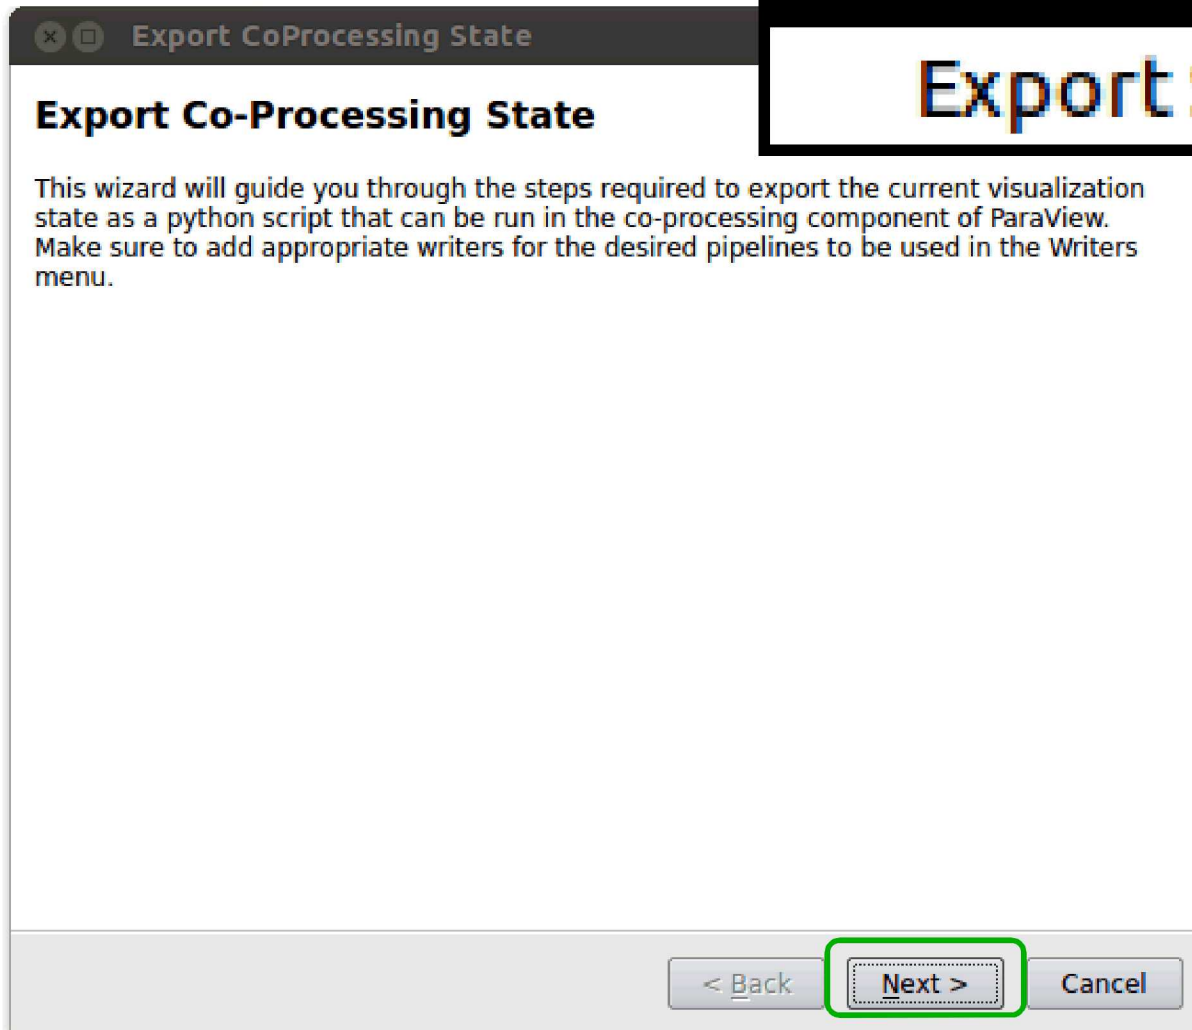 Export CoProcessing State
Export
Export Co-Processing State
This wizard will guide you through the steps required to export the current visualization
state as a python script that can be run in the co-processing component of ParaView.
Make sure to add appropriate writers for the desired pipelines to be used in the Writers
menu.
< Back
Next >
Cancel